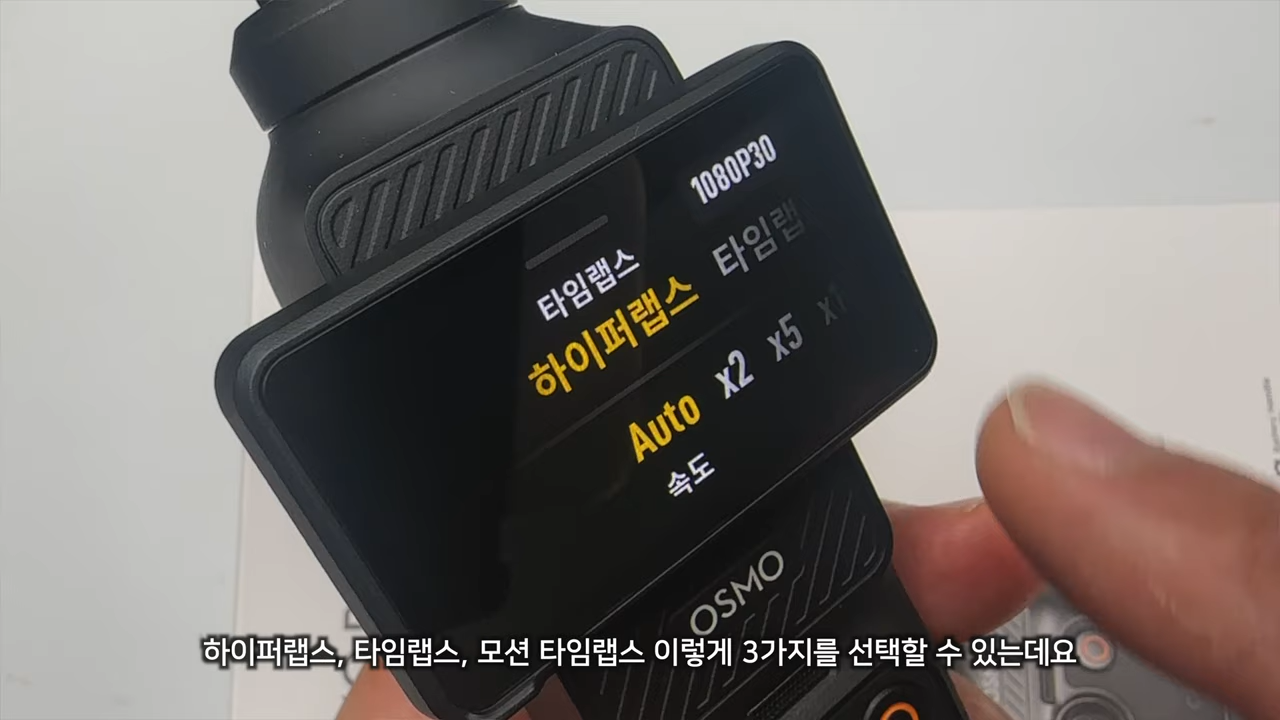 1080P30
타임랩스
하이퍼랩스 타임랩
Auto x2 x5 x1
속도
OSMO
하이퍼랩스, 타임랩스, 모션 타임랩스 이렇게 3가지를 선택할 수 있는데요